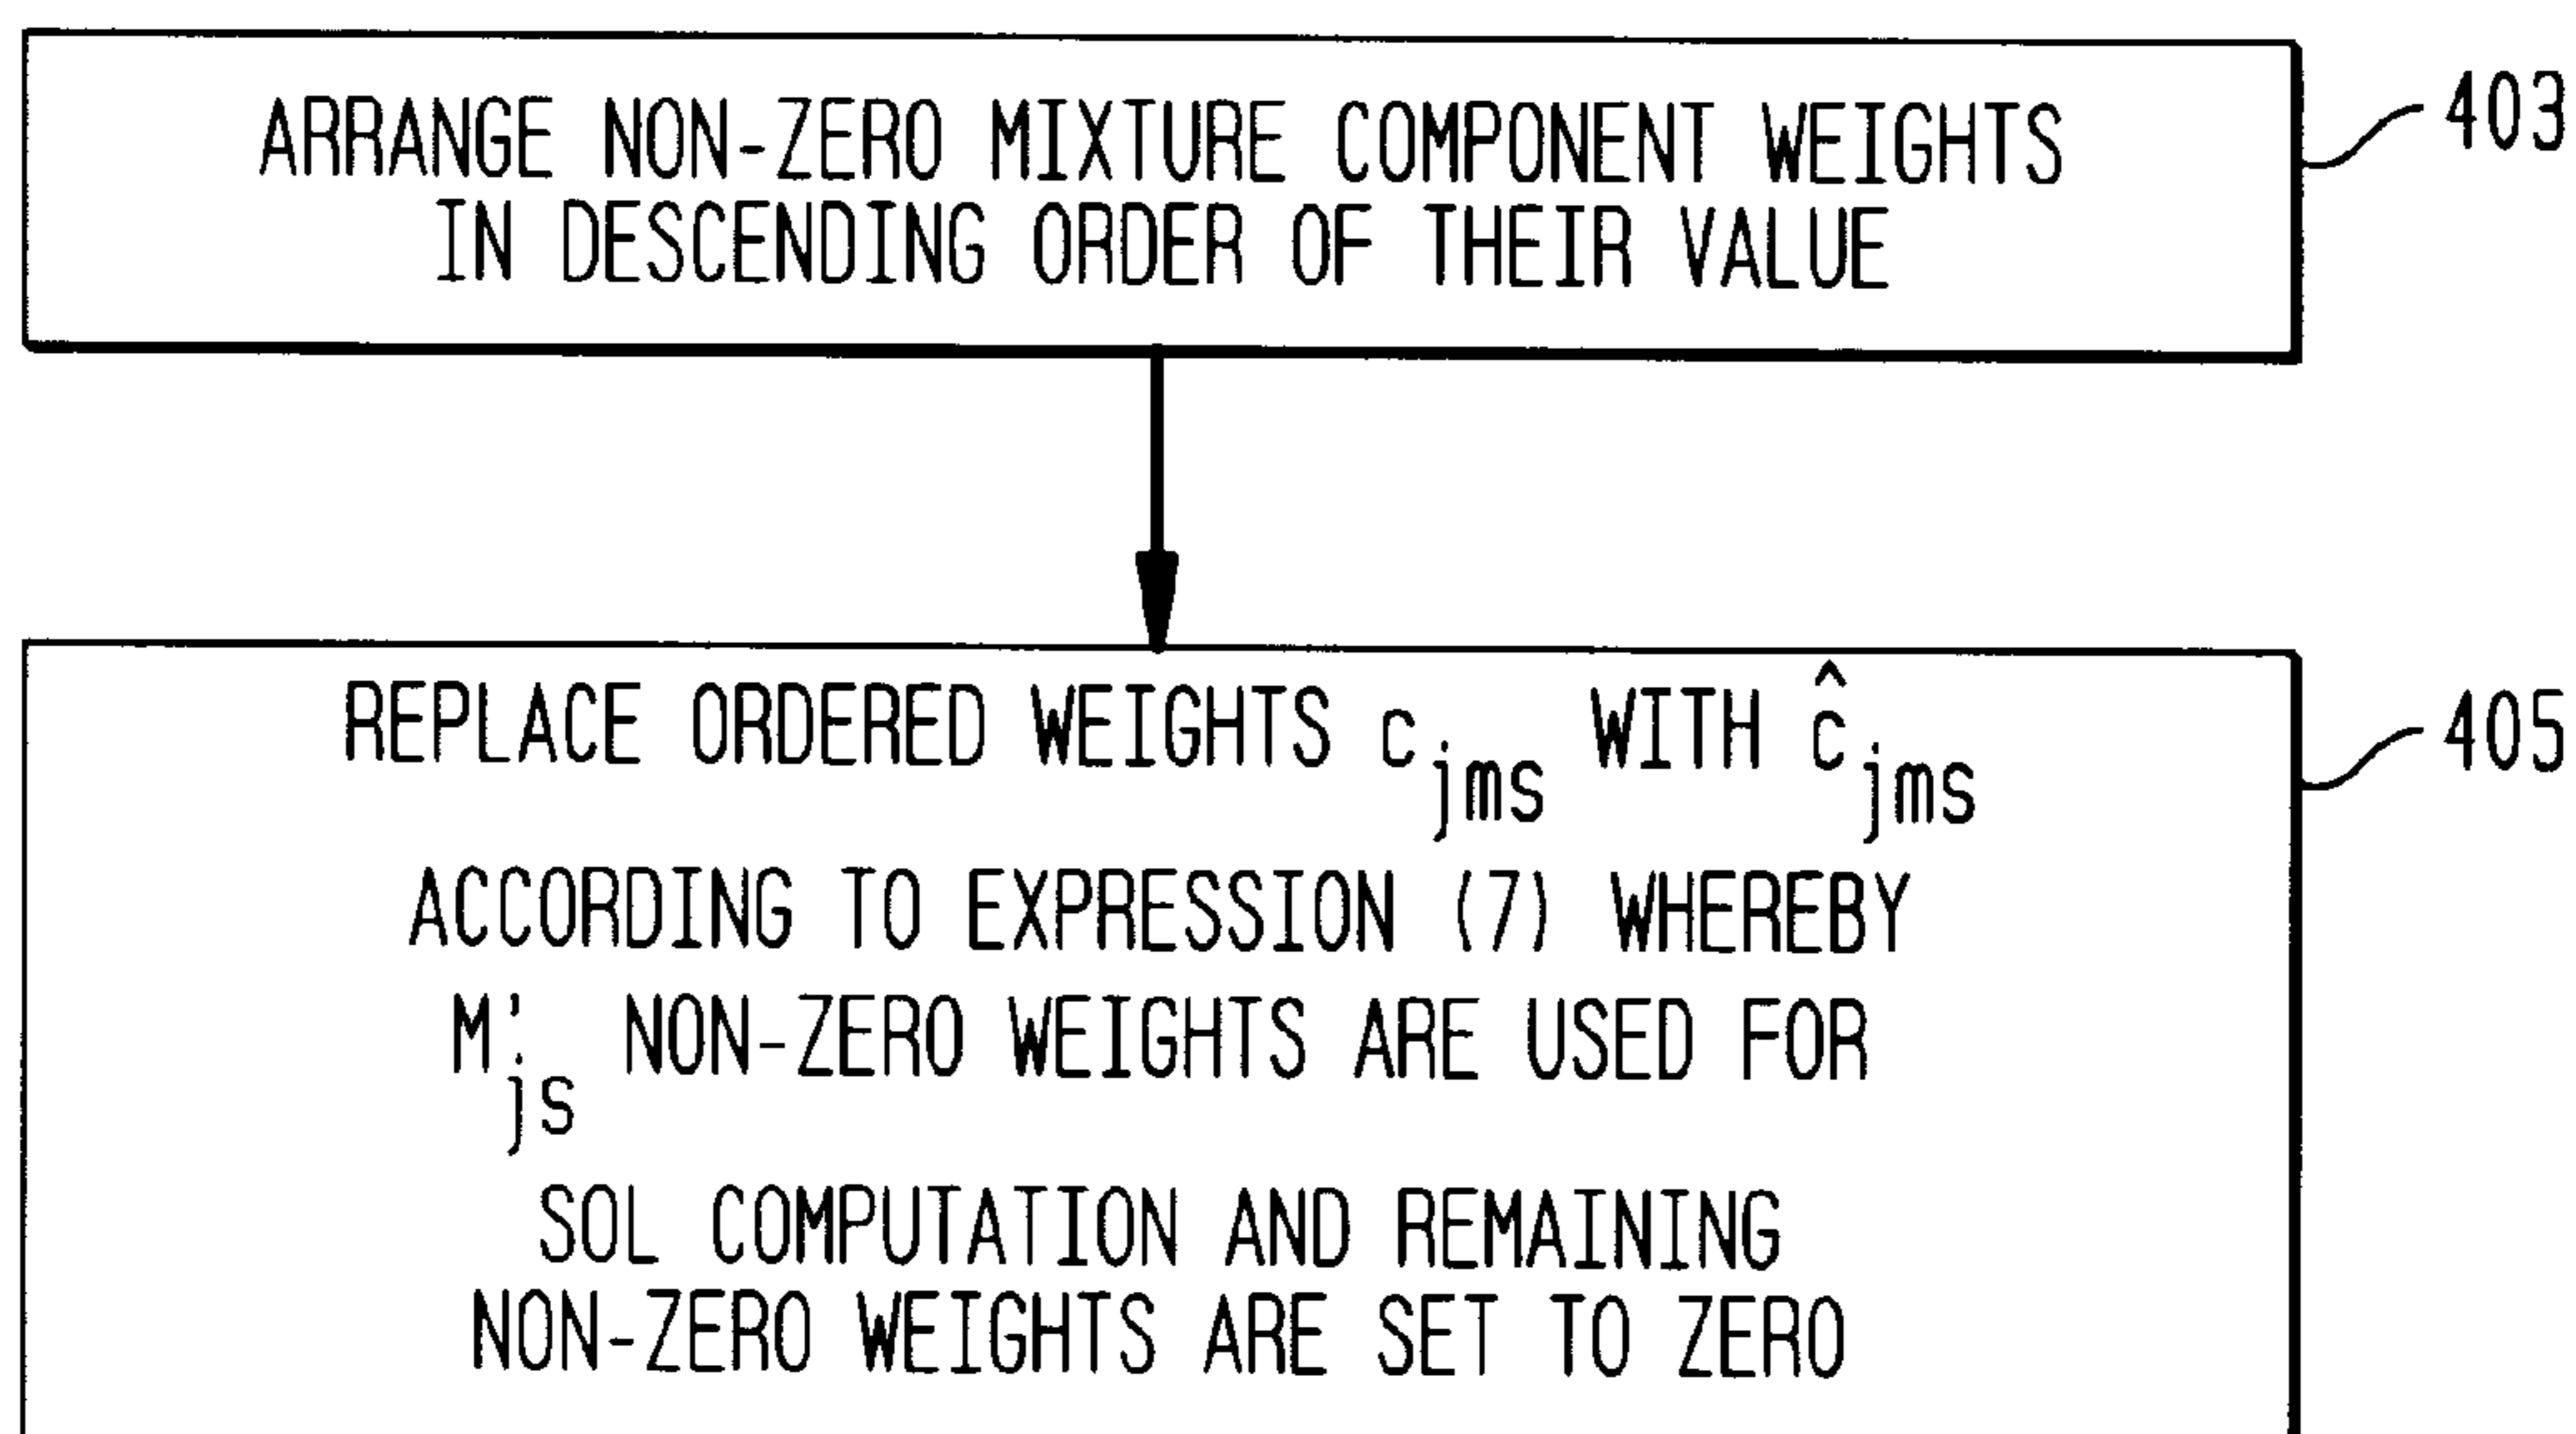 ARRANGE NON-ZERO MIXTURE COMPONENT WEIGHTS
IN DESCENDING ORDER OF THEIR VALUE
403
REPLACE ORDERED WEIGHTS c_jms WITH ĉ_jms
405
ACCORDING TO EXPRESSION (7) WHEREBY
M'_js NON-ZERO WEIGHTS ARE USED FOR
SOL COMPUTATION AND REMAINING
NON-ZERO WEIGHTS ARE SET TO ZERO